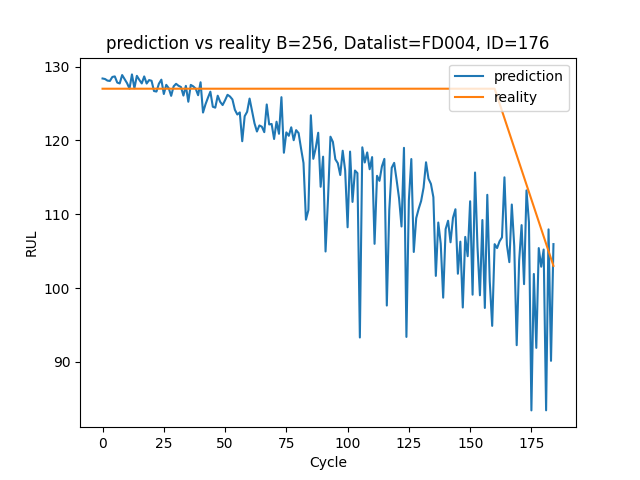 prediction vs reality B=256, Datalist=FD004, ID=176
prediction
reality
RUL
130
120
110
100
90
0 25 50 75 100 125 150 175
Cycle